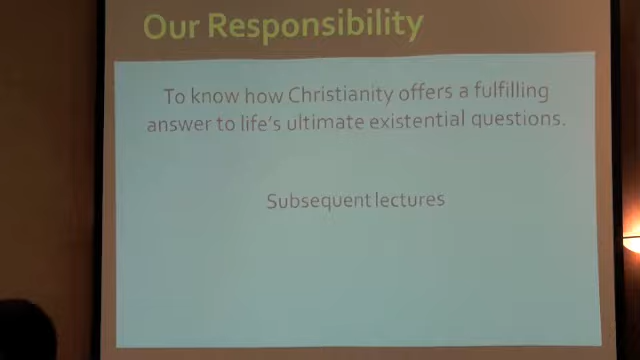 Our Responsibility
To know how Christianity offers a fulfilling
answer to life's ultimate existential questions.
Subsequent lectures